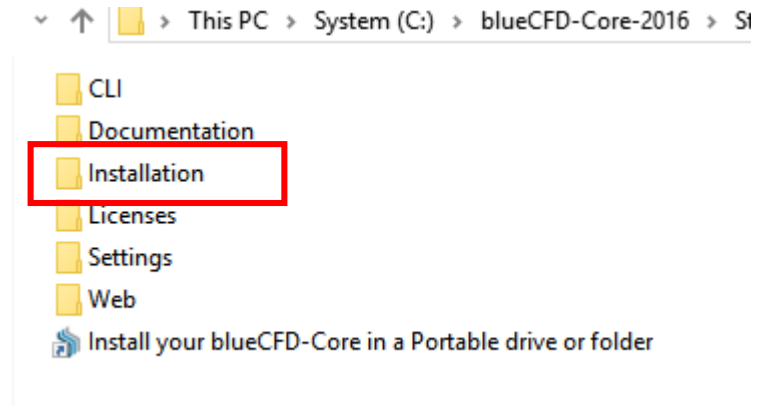 This PC > System (C:) > blueCFD-Core-2016 >
CLI
Documentation
Installation
Licenses
Settings
Web
Install your blueCFD-Core in a Portable drive or folder